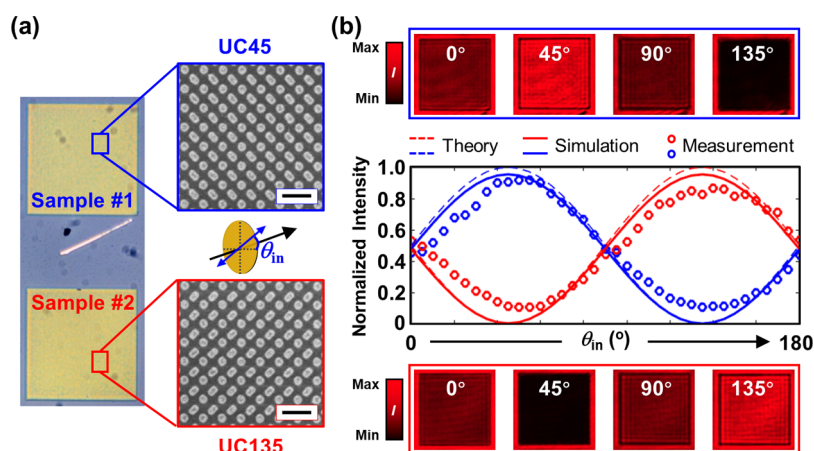 (a)
UC45
Sample #1
θin
Sample #2
UC135
(b)
Max
I
Min
0°
45°
90°
135°
Theory
Simulation
Measurement
Normalized Intensity
1.0
0.8
0.6
0.4
0.2
0
0
θin (°)
180
Max
I
Min
0°
45°
90°
135°